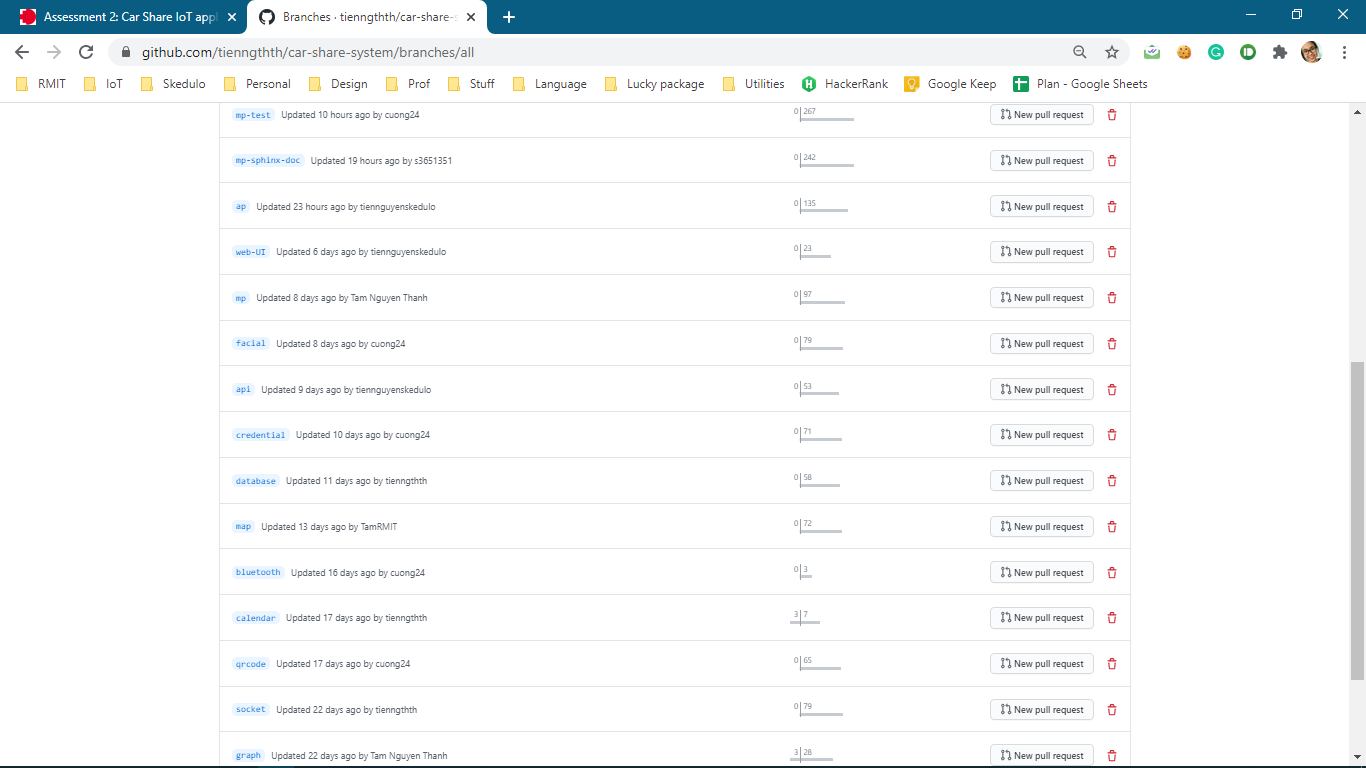 Assessment 2: Car Share IoT appl
Branches · tienngthth/car-share-s
github.com/tienngthth/car-share-system/branches/all
RMIT IoT Skedulo Personal Design Prof Stuff Language Lucky package Utilities HackerRank Google Keep Plan - Google Sheets
mp-test Updated 10 hours ago by cuong24 0 267 New pull request
mp-sphinx-doc Updated 19 hours ago by s3651351 0 242 New pull request
ap Updated 23 hours ago by tiennguyenskedulo 0 135 New pull request
web-UI Updated 6 days ago by tiennguyenskedulo 0 23 New pull request
mp Updated 8 days ago by Tam Nguyen Thanh 0 97 New pull request
facial Updated 8 days ago by cuong24 0 79 New pull request
api Updated 9 days ago by tiennguyenskedulo 0 53 New pull request
credential Updated 10 days ago by cuong24 0 71 New pull request
database Updated 11 days ago by tienngthth 0 58 New pull request
map Updated 13 days ago by TamRMIT 0 72 New pull request
bluetooth Updated 16 days ago by cuong24 0 3 New pull request
calendar Updated 17 days ago by tienngthth 3 7 New pull request
qrcode Updated 17 days ago by cuong24 0 65 New pull request
socket Updated 22 days ago by tienngthth 0 79 New pull request
graph Updated 22 days ago by Tam Nguyen Thanh 3 28 New pull request